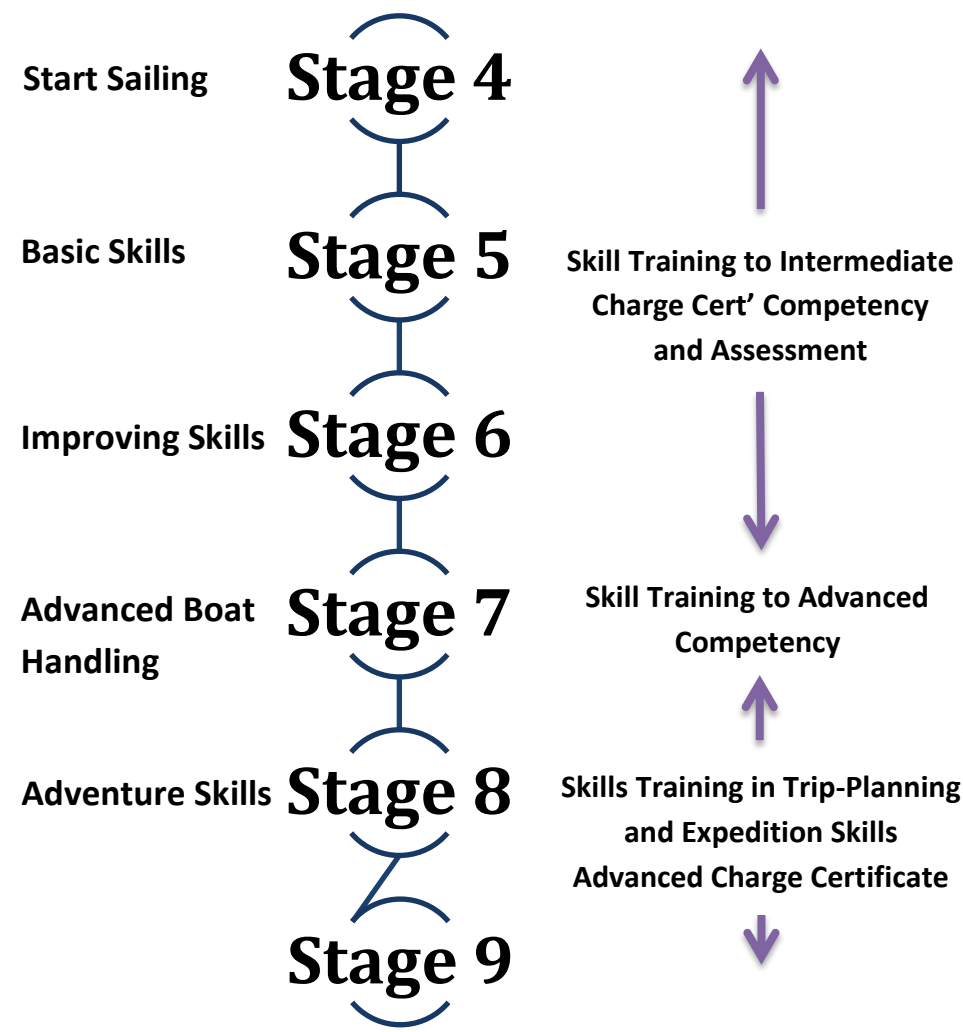 Start Sailing
Stage 4
Basic Skills
Stage 5
Skill Training to Intermediate
Charge Cert’ Competency
and Assessment
Improving Skills
Stage 6
Advanced Boat
Handling
Stage 7
Skill Training to Advanced
Competency
Adventure Skills
Stage 8
Skills Training in Trip-Planning
and Expedition Skills
Advanced Charge Certificate
Stage 9